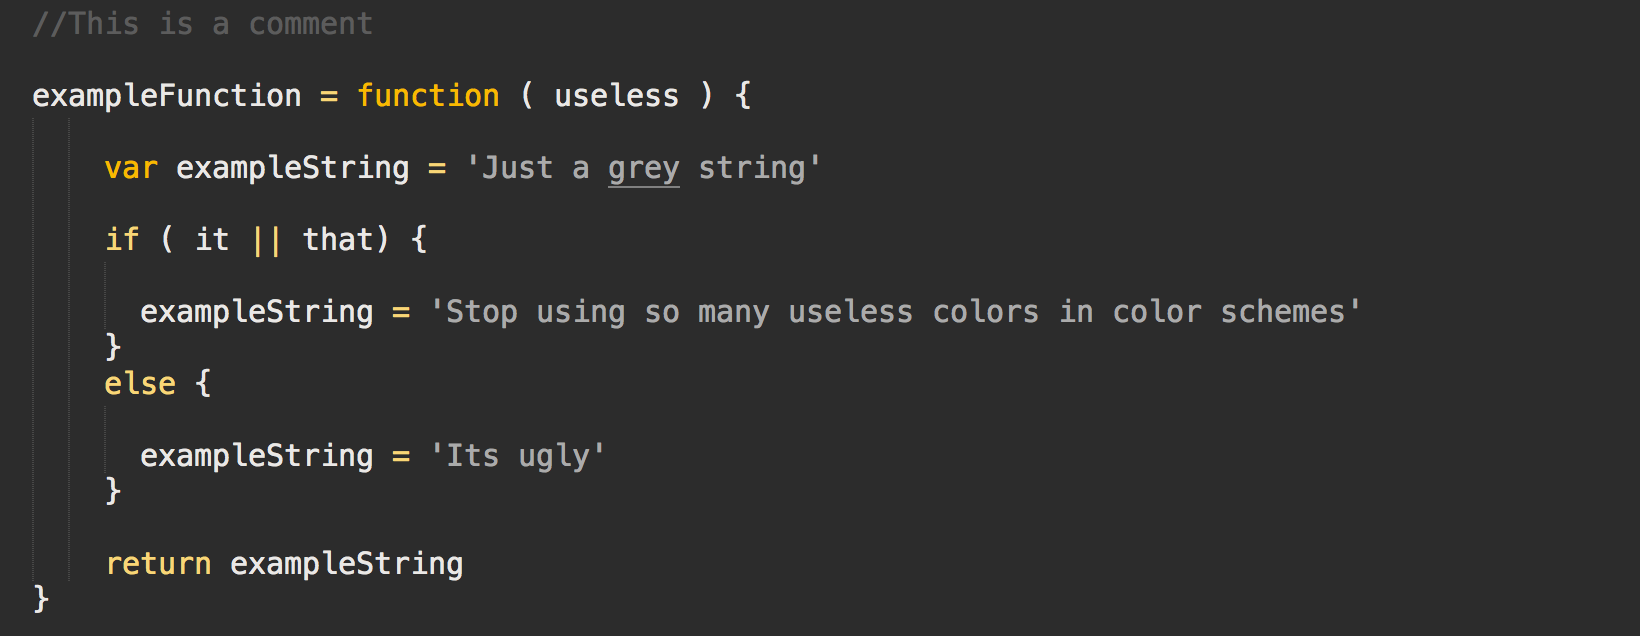 //This is a comment
exampleFunction = function ( useless ) {
var exampleString = 'Just a grey string'
if ( it || that) {
exampleString = 'Stop using so many useless colors in color schemes'
}
else {
exampleString = 'Its ugly'
}
return exampleString
}